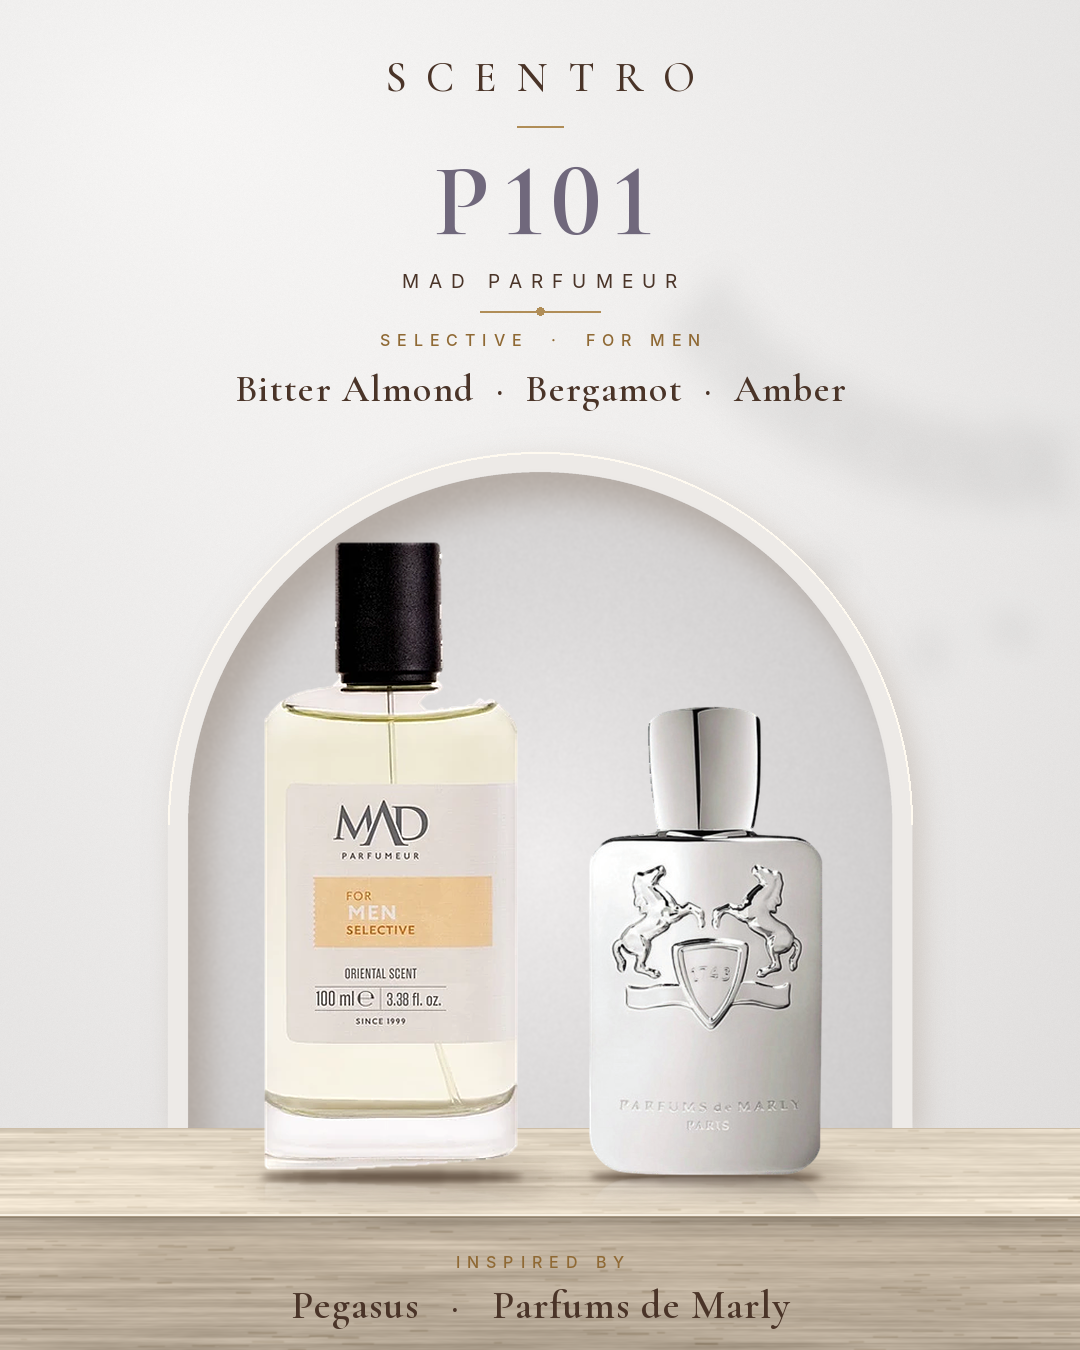 SCENTRO
P101
MAD PARFUMEUR
SELECTIVE · FOR MEN
Bitter Almond · Bergamot · Amber
MAD
PARFUMEUR
FOR
MEN
SELECTIVE
ORIENTAL SCENT
100 ml ℮ 3.38 fl. oz.
SINCE 1999
1743
PARFUMS de MARLY
PARIS
INSPIRED BY
Pegasus · Parfums de Marly